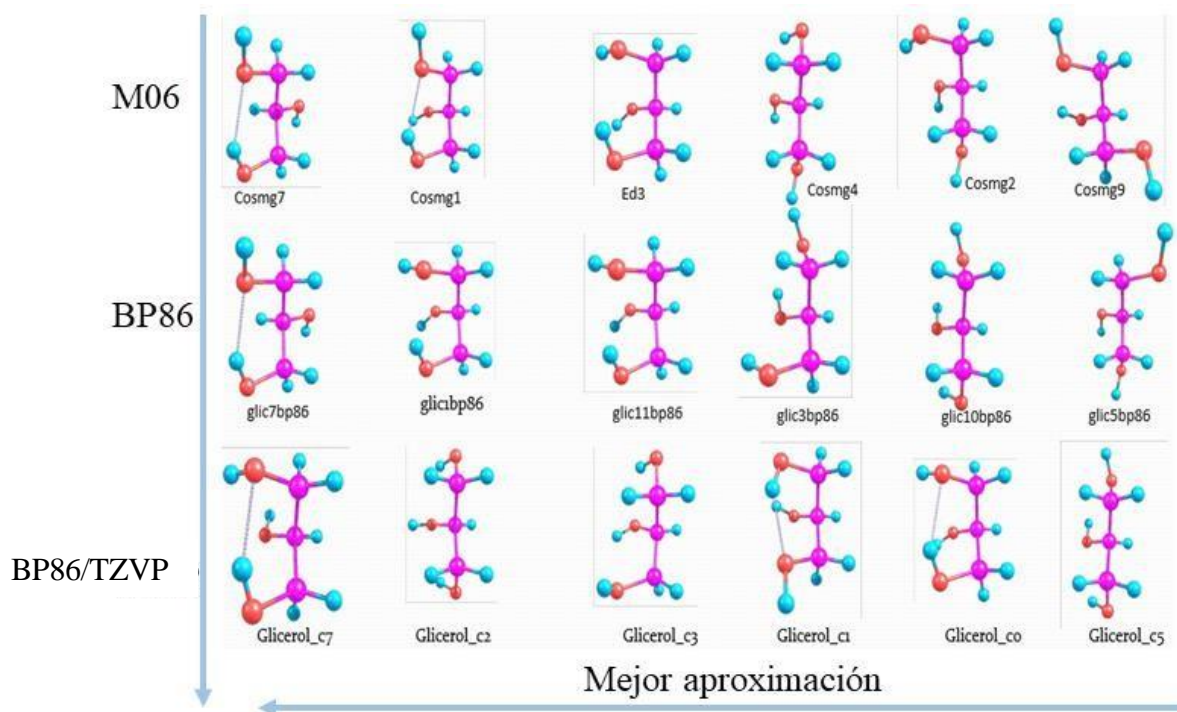 M06
Cosmg7 Cosmg1 Ed3 Cosmg4 Cosmg2 Cosmg9
BP86
glic7bp86 glic1bp86 glic11bp86 glic3bp86 glic10bp86 glic5bp86
BP86/TZVP
Glicerol_c7 Glicerol_c2 Glicerol_c3 Glicerol_c1 Glicerol_c0 Glicerol_c5
Mejor aproximación